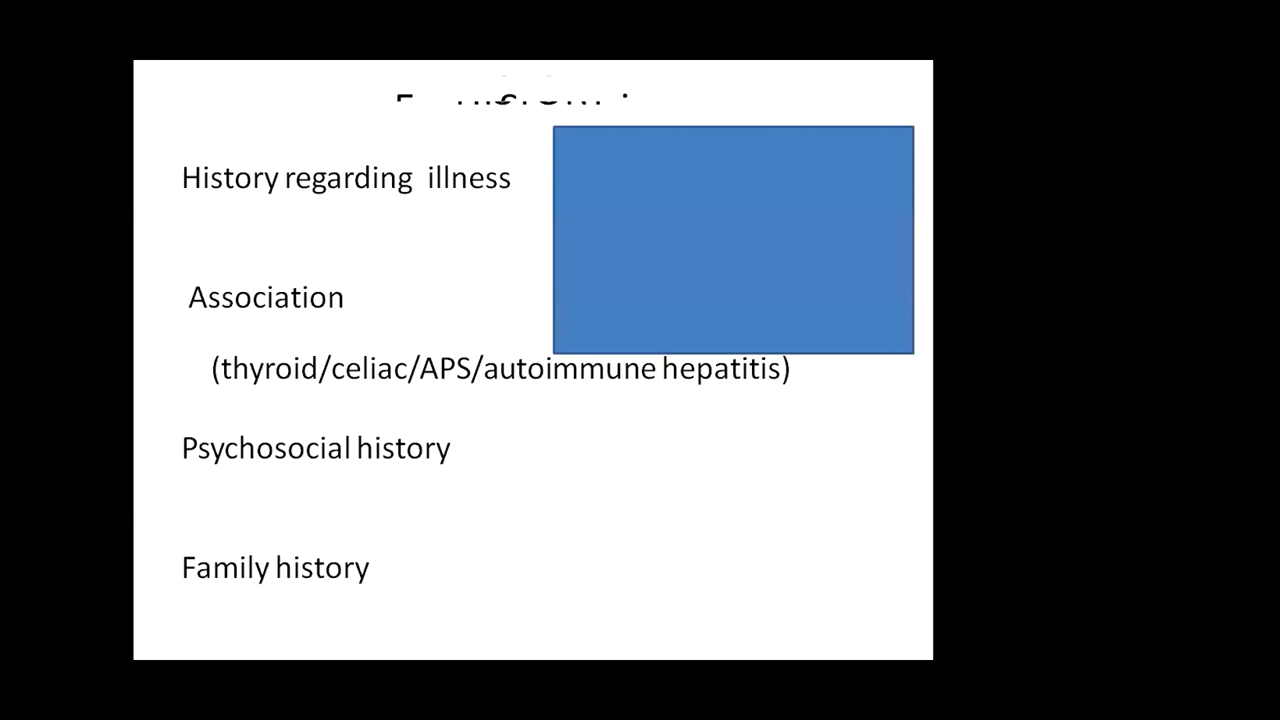 History regarding illness
Association
(thyroid/celiac/APS/autoimmune hepatitis)
Psychosocial history
Family history